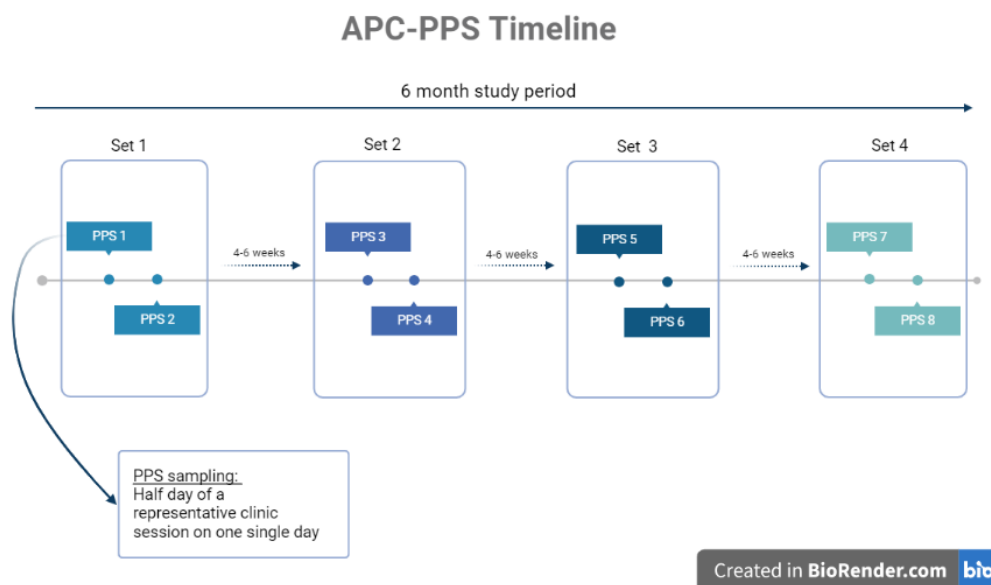 APC-PPS Timeline
6 month study period
Set 1
Set 2
Set 3
Set 4
PPS 1
PPS 3
PPS 5
PPS 7
4-6 weeks
4-6 weeks
4-6 weeks
PPS 2
PPS 4
PPS 6
PPS 8
PPS sampling:
Half day of a
representative clinic
session on one single day
Created in BioRender.com bio